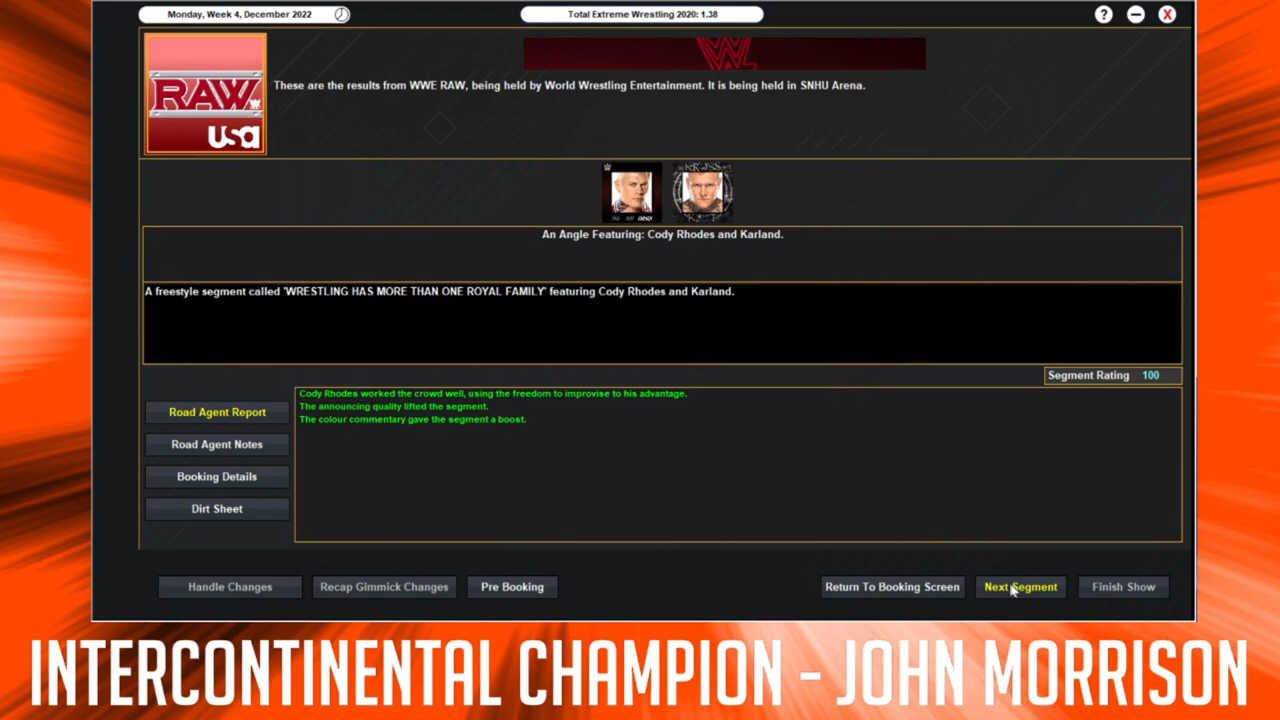 Monday, Week 4, December 2022
Total Extreme Wrestling 2020: 1.38
?
X
RAW
W
usa
These are the results from WWE RAW, being held by World Wrestling Entertainment. It is being held in SNHU Arena.
An Angle Featuring: Cody Rhodes and Karland.
A freestyle segment called 'WRESTLING HAS MORE THAN ONE ROYAL FAMILY' featuring Cody Rhodes and Karland.
Segment Rating 100
Cody Rhodes worked the crowd well, using the freedom to improvise to his advantage.
The announcing quality lifted the segment.
The colour commentary gave the segment a boost.
Road Agent Report
Road Agent Notes
Booking Details
Dirt Sheet
Handle Changes
Recap Gimmick Changes
Pre Booking
Return To Booking Screen
Next Segment
Finish Show
INTERCONTINENTAL CHAMPION - JOHN MORRISON